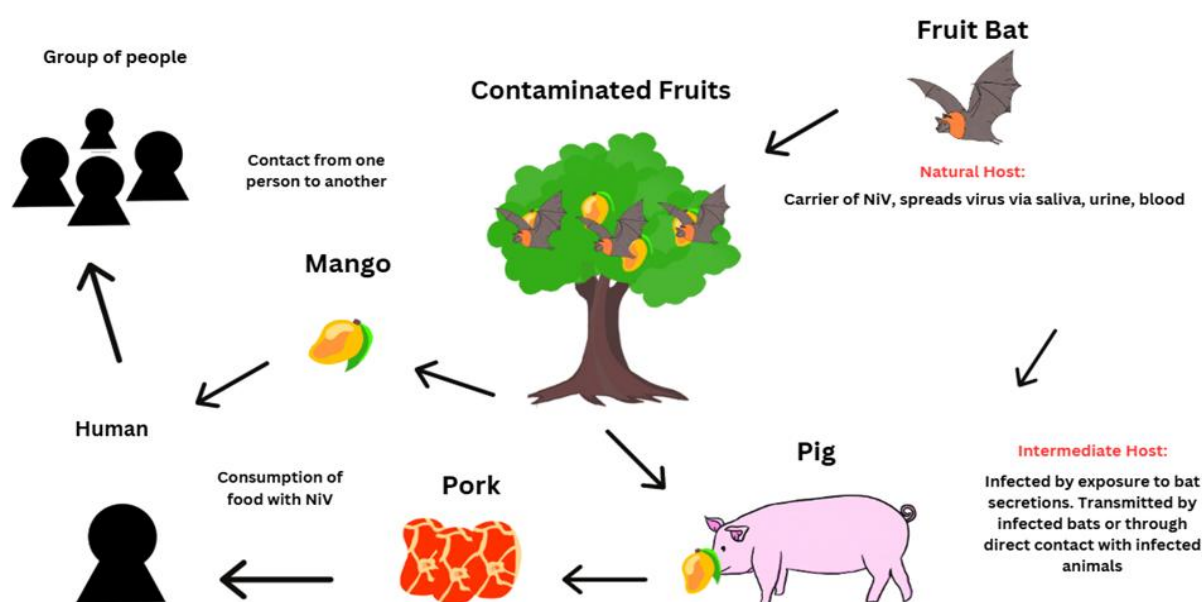 Fruit Bat
Group of people
Contaminated Fruits
Contact from one
person to another
Natural Host:
Carrier of NiV, spreads virus via saliva, urine, blood
Mango
Human
Pig
Intermediate Host:
Consumption of
food with NiV
Pork
Infected by exposure to bat
secretions. Transmitted by
infected bats or through
direct contact with infected
animals